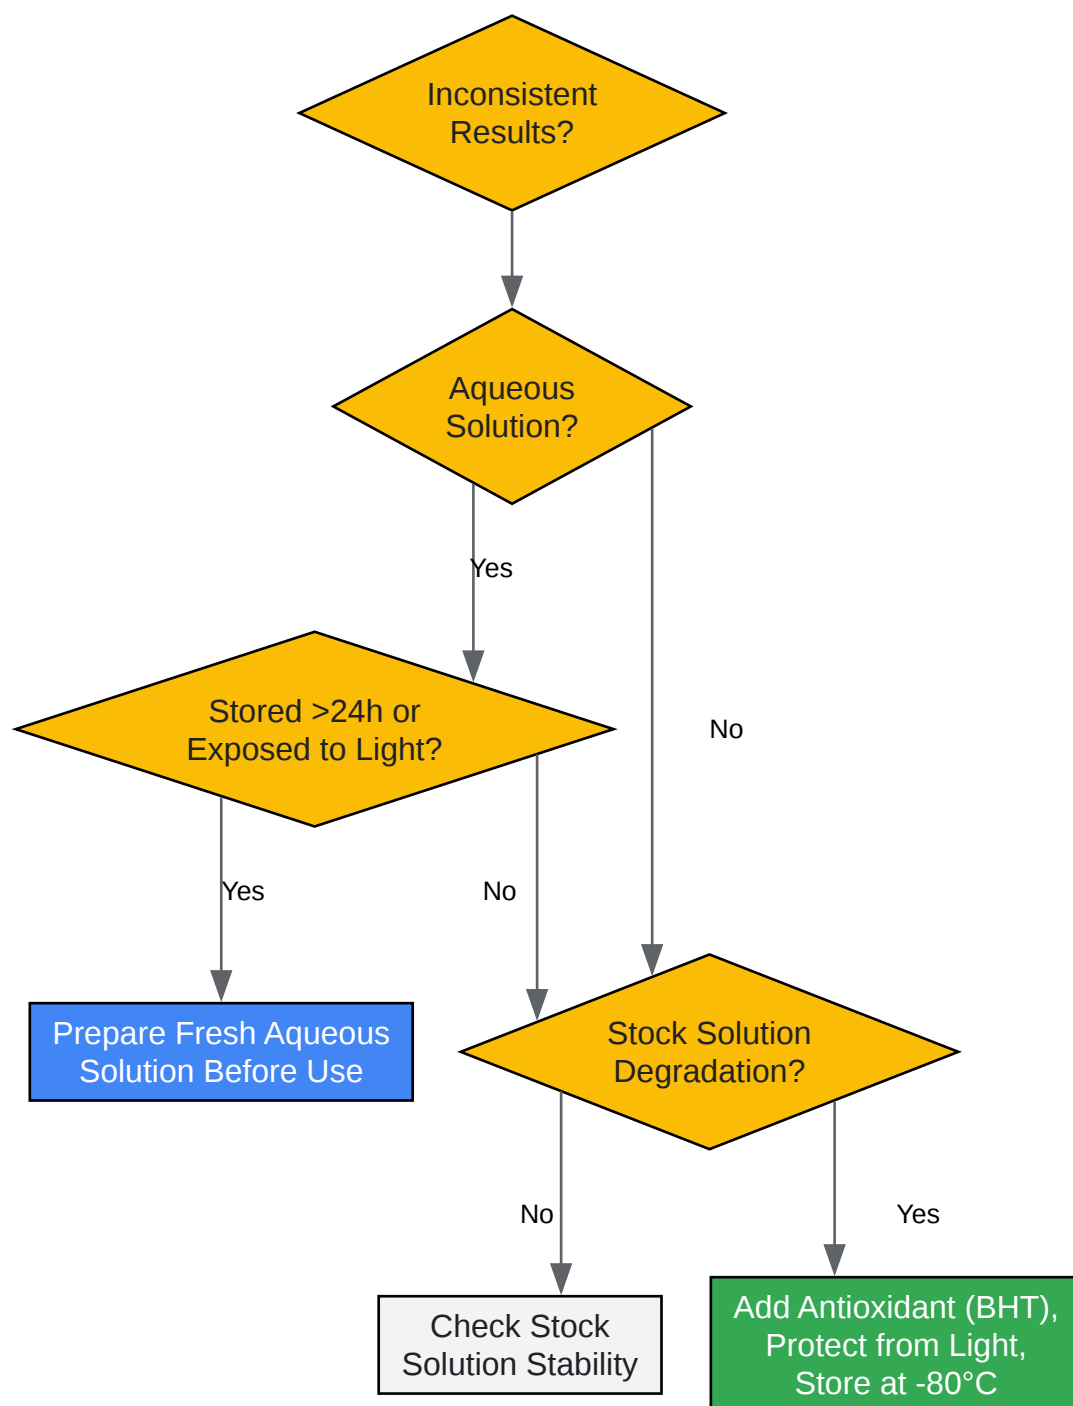 Inconsistent
Results?
Aqueous
Solution?
Yes
No
Stored >24h or
Exposed to Light?
Yes
No
Prepare Fresh Aqueous
Solution Before Use
Stock Solution
Degradation?
No
Yes
Check Stock
Solution Stability
Add Antioxidant (BHT),
Protect from Light,
Store at -80°C